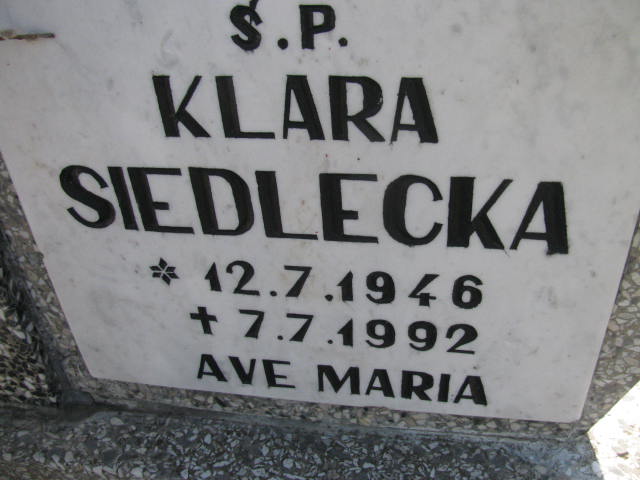 Ś.P.
KLARA
SIEDLECKA
* 12.7.1946
✝ 7.7.1992
AVE MARIA